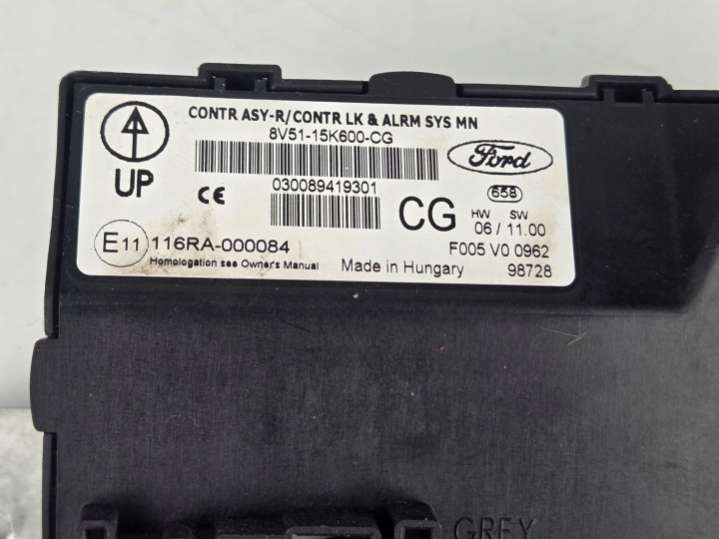 CONTR ASY-R/CONTR LK & ALRM SYS MN
8V51-15K600-CG
Ford
UP
CE
030089419301
CG
658
HW SW
06 / 11.00
E11 116RA-000084
F005 V0 0962
Homologation see Owner's Manual
Made in Hungary
98728
GREY